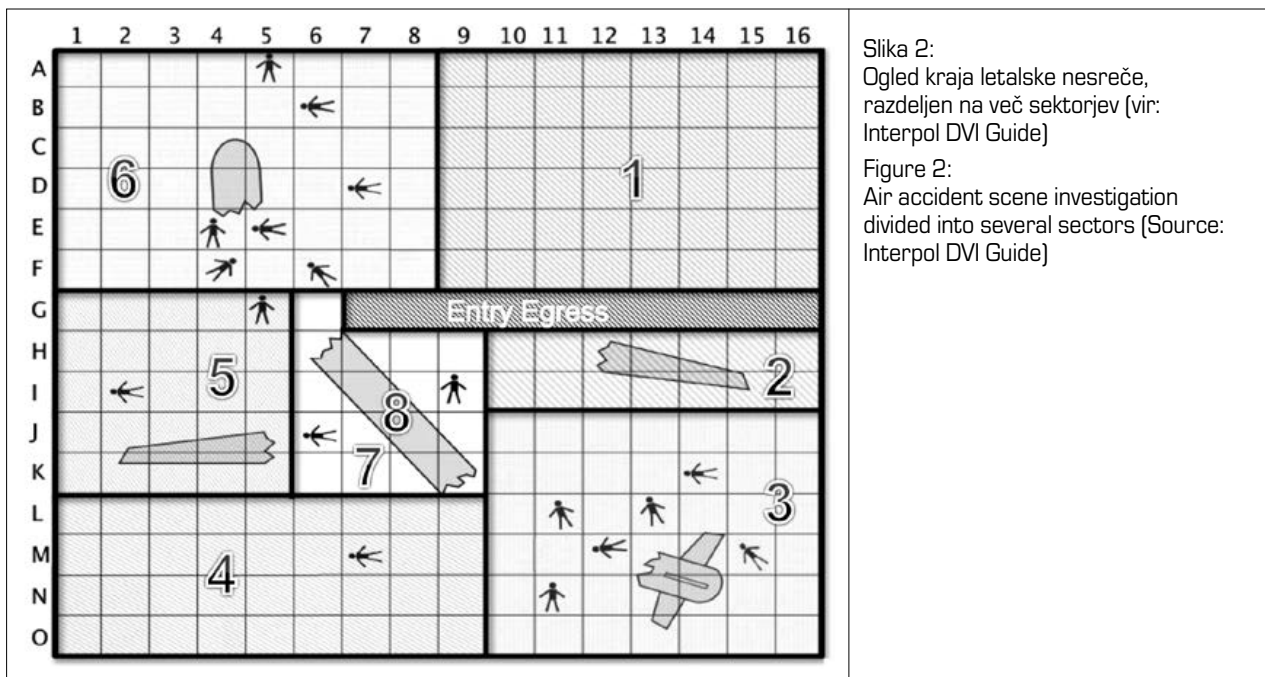 1 2 3 4 5 6 7 8 9 10 11 12 13 14 15 16
A
B
C
D
E
F
G
H
I
J
K
L
M
N
O
6
1
Entry Egress
5
8
2
7
3
4
Slika 2:
Ogled kraja letalske nesreče,
razdeljen na več sektorjev (vir:
Interpol DVI Guide)
Figure 2:
Air accident scene investigation
divided into several sectors (Source:
Interpol DVI Guide)